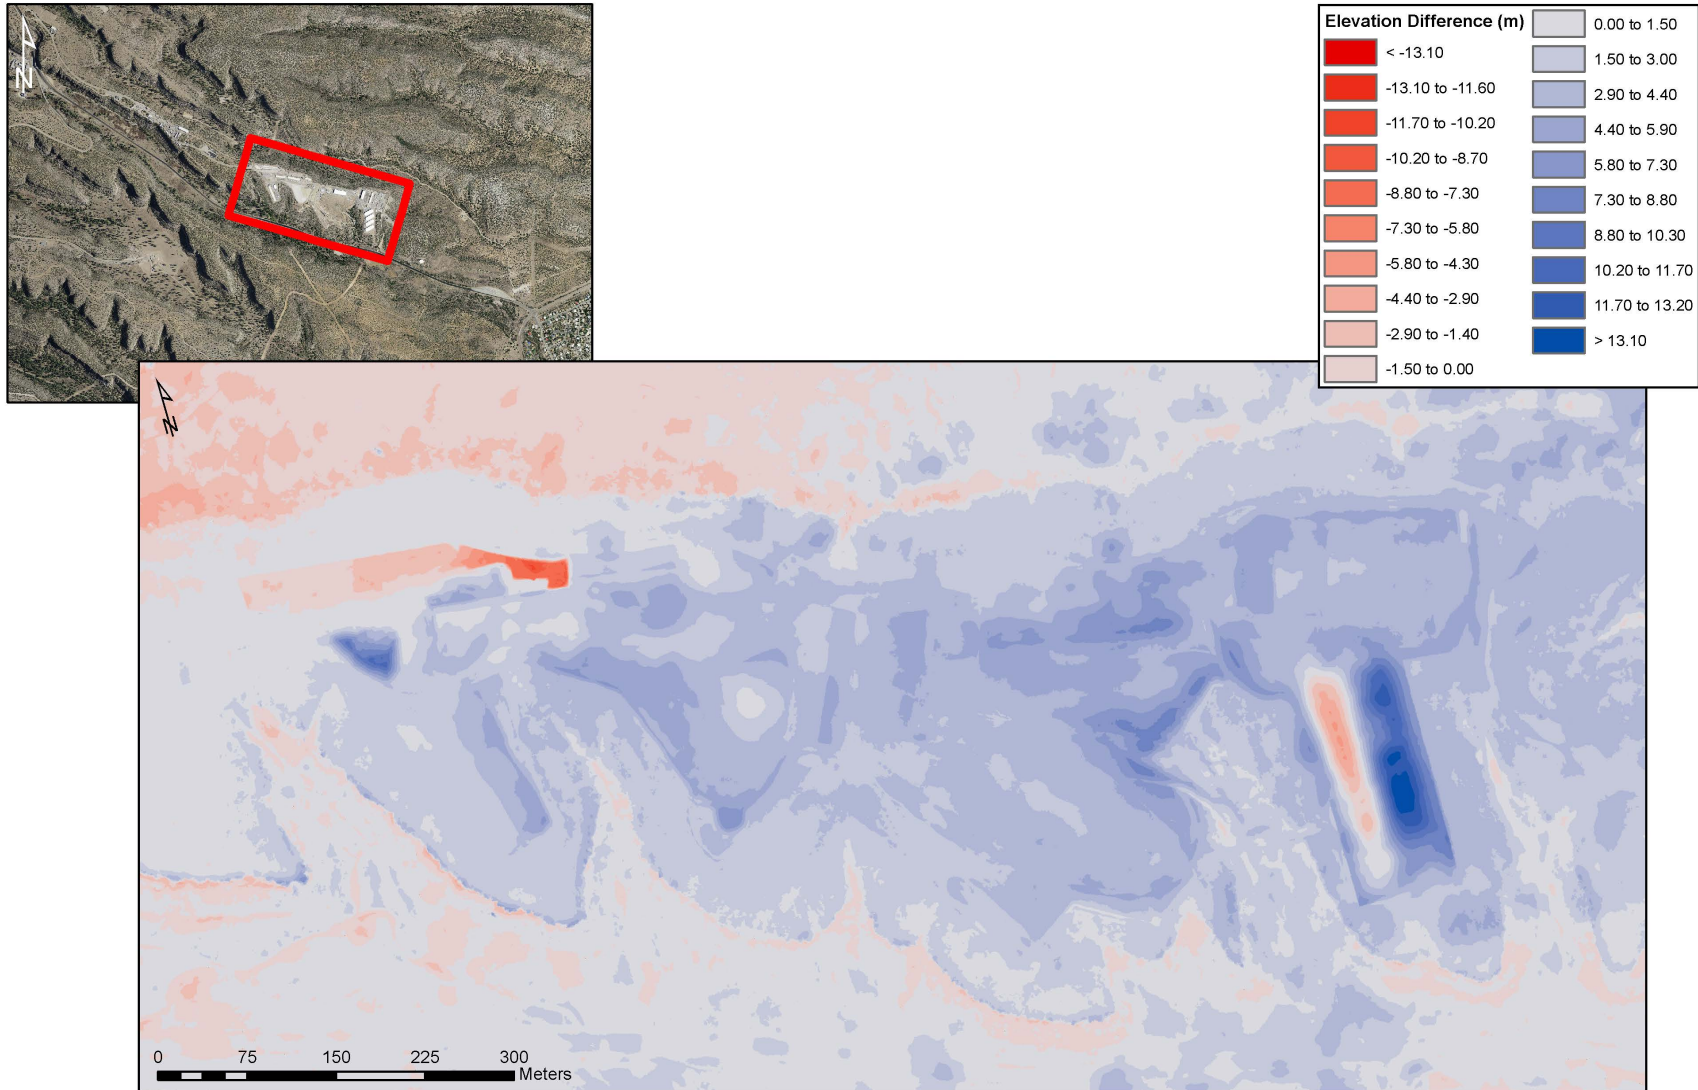 N
Elevation Difference (m)
< -13.10
-13.10 to -11.60
-11.70 to -10.20
-10.20 to -8.70
-8.80 to -7.30
-7.30 to -5.80
-5.80 to -4.30
-4.40 to -2.90
-2.90 to -1.40
-1.50 to 0.00
0.00 to 1.50
1.50 to 3.00
2.90 to 4.40
4.40 to 5.90
5.80 to 7.30
7.30 to 8.80
8.80 to 10.30
10.20 to 11.70
11.70 to 13.20
> 13.10
N
0 75 150 225 300
Meters